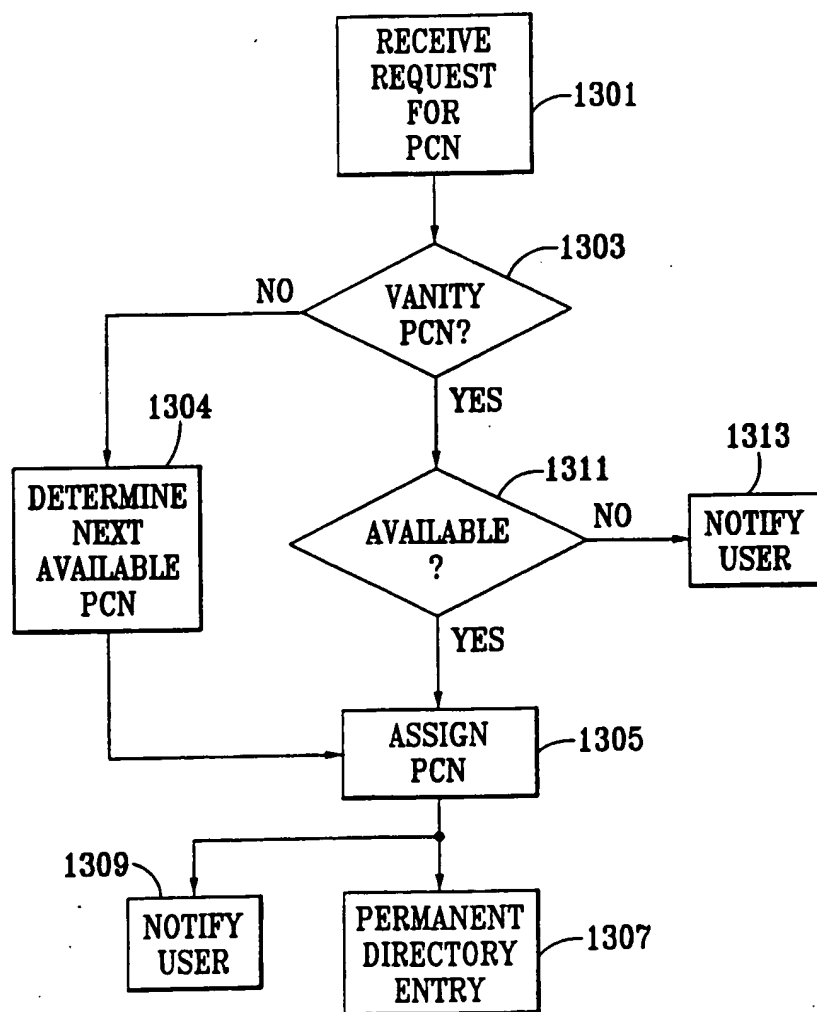 RECEIVE
REQUEST
FOR
PCN
1301
1303
VANITY
PCN?
NO
YES
1304
DETERMINE
NEXT
AVAILABLE
PCN
1311
AVAILABLE
?
NO
1313
NOTIFY
USER
YES
ASSIGN
PCN
1305
1309
NOTIFY
USER
PERMANENT
DIRECTORY
ENTRY
1307